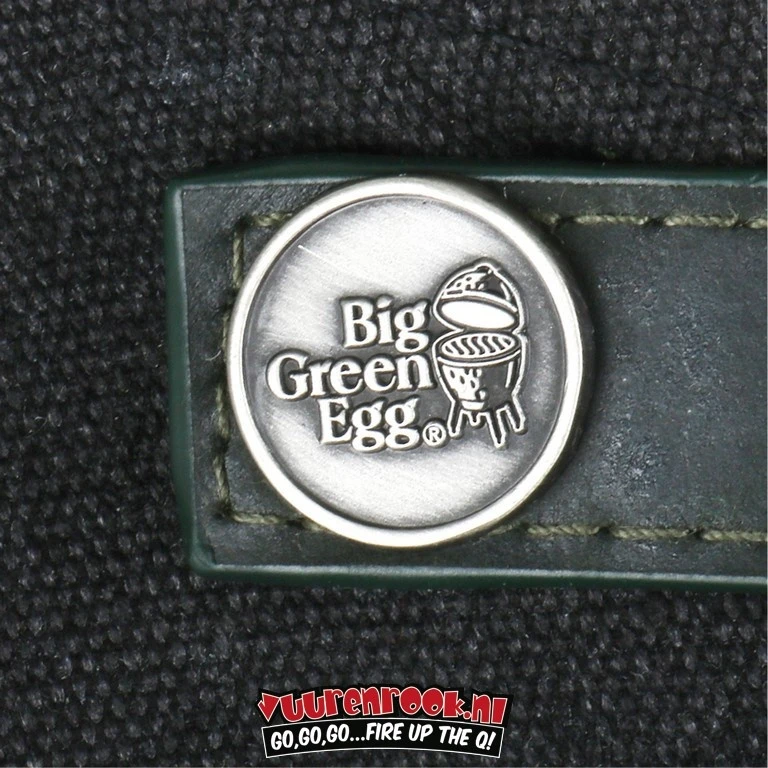 Big
Green
Egg®
vuurenrook.nl
GO,GO,GO...FIRE UP THE Q!